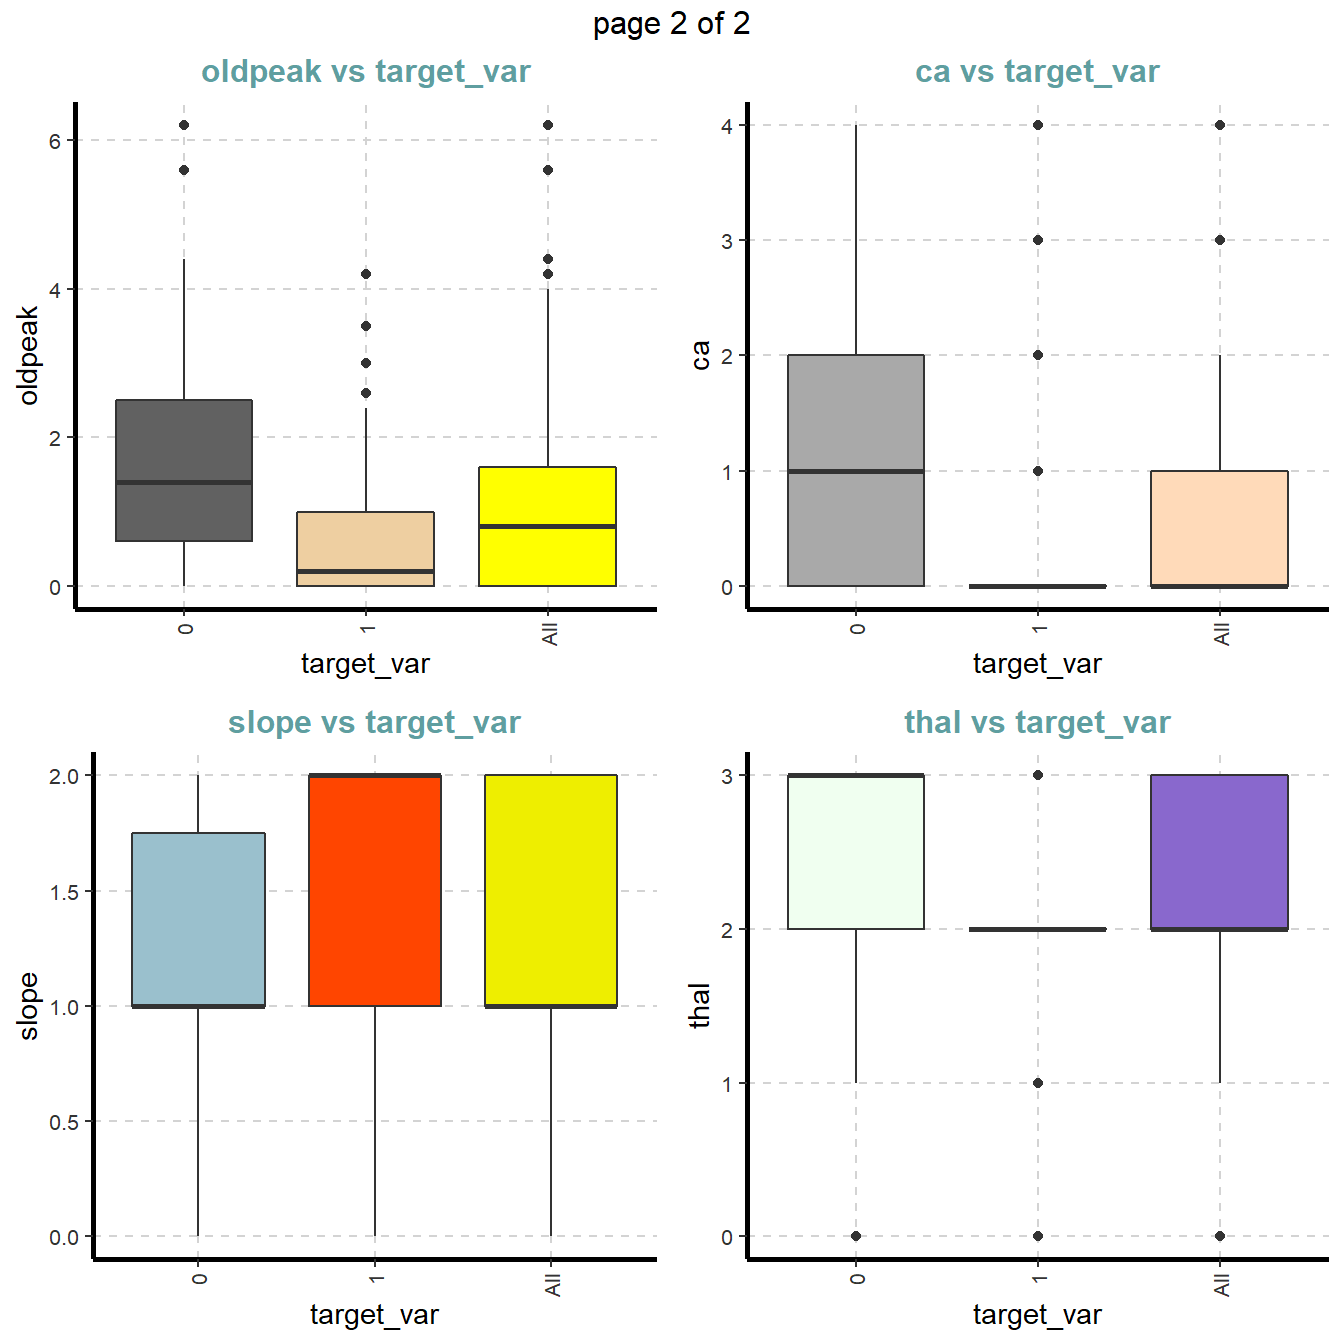 page 2 of 2
oldpeak vs target_var
6
4
2
0
oldpeak
0
1
All
target_var
ca vs target_var
4
3
2
1
0
ca
0
1
All
target_var
slope vs target_var
2.0
1.5
1.0
0.5
0.0
slope
0
1
All
target_var
thal vs target_var
3
2
1
0
thal
0
1
All
target_var